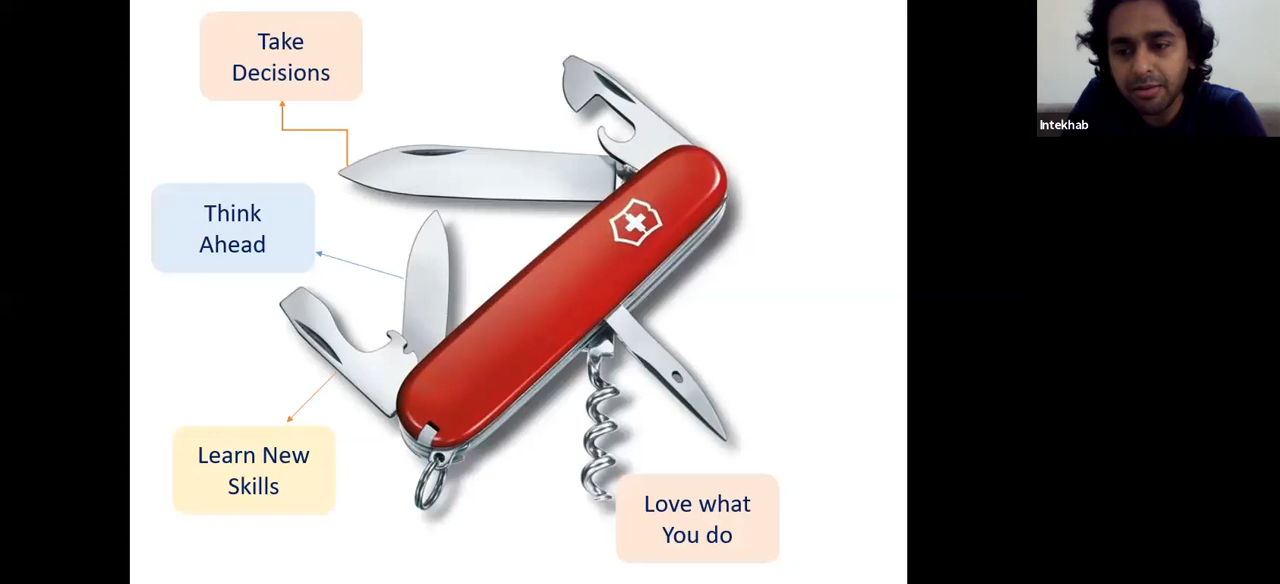 Take
Decisions
Intekhab
Think
Ahead
Learn New
Skills
Love what
You do